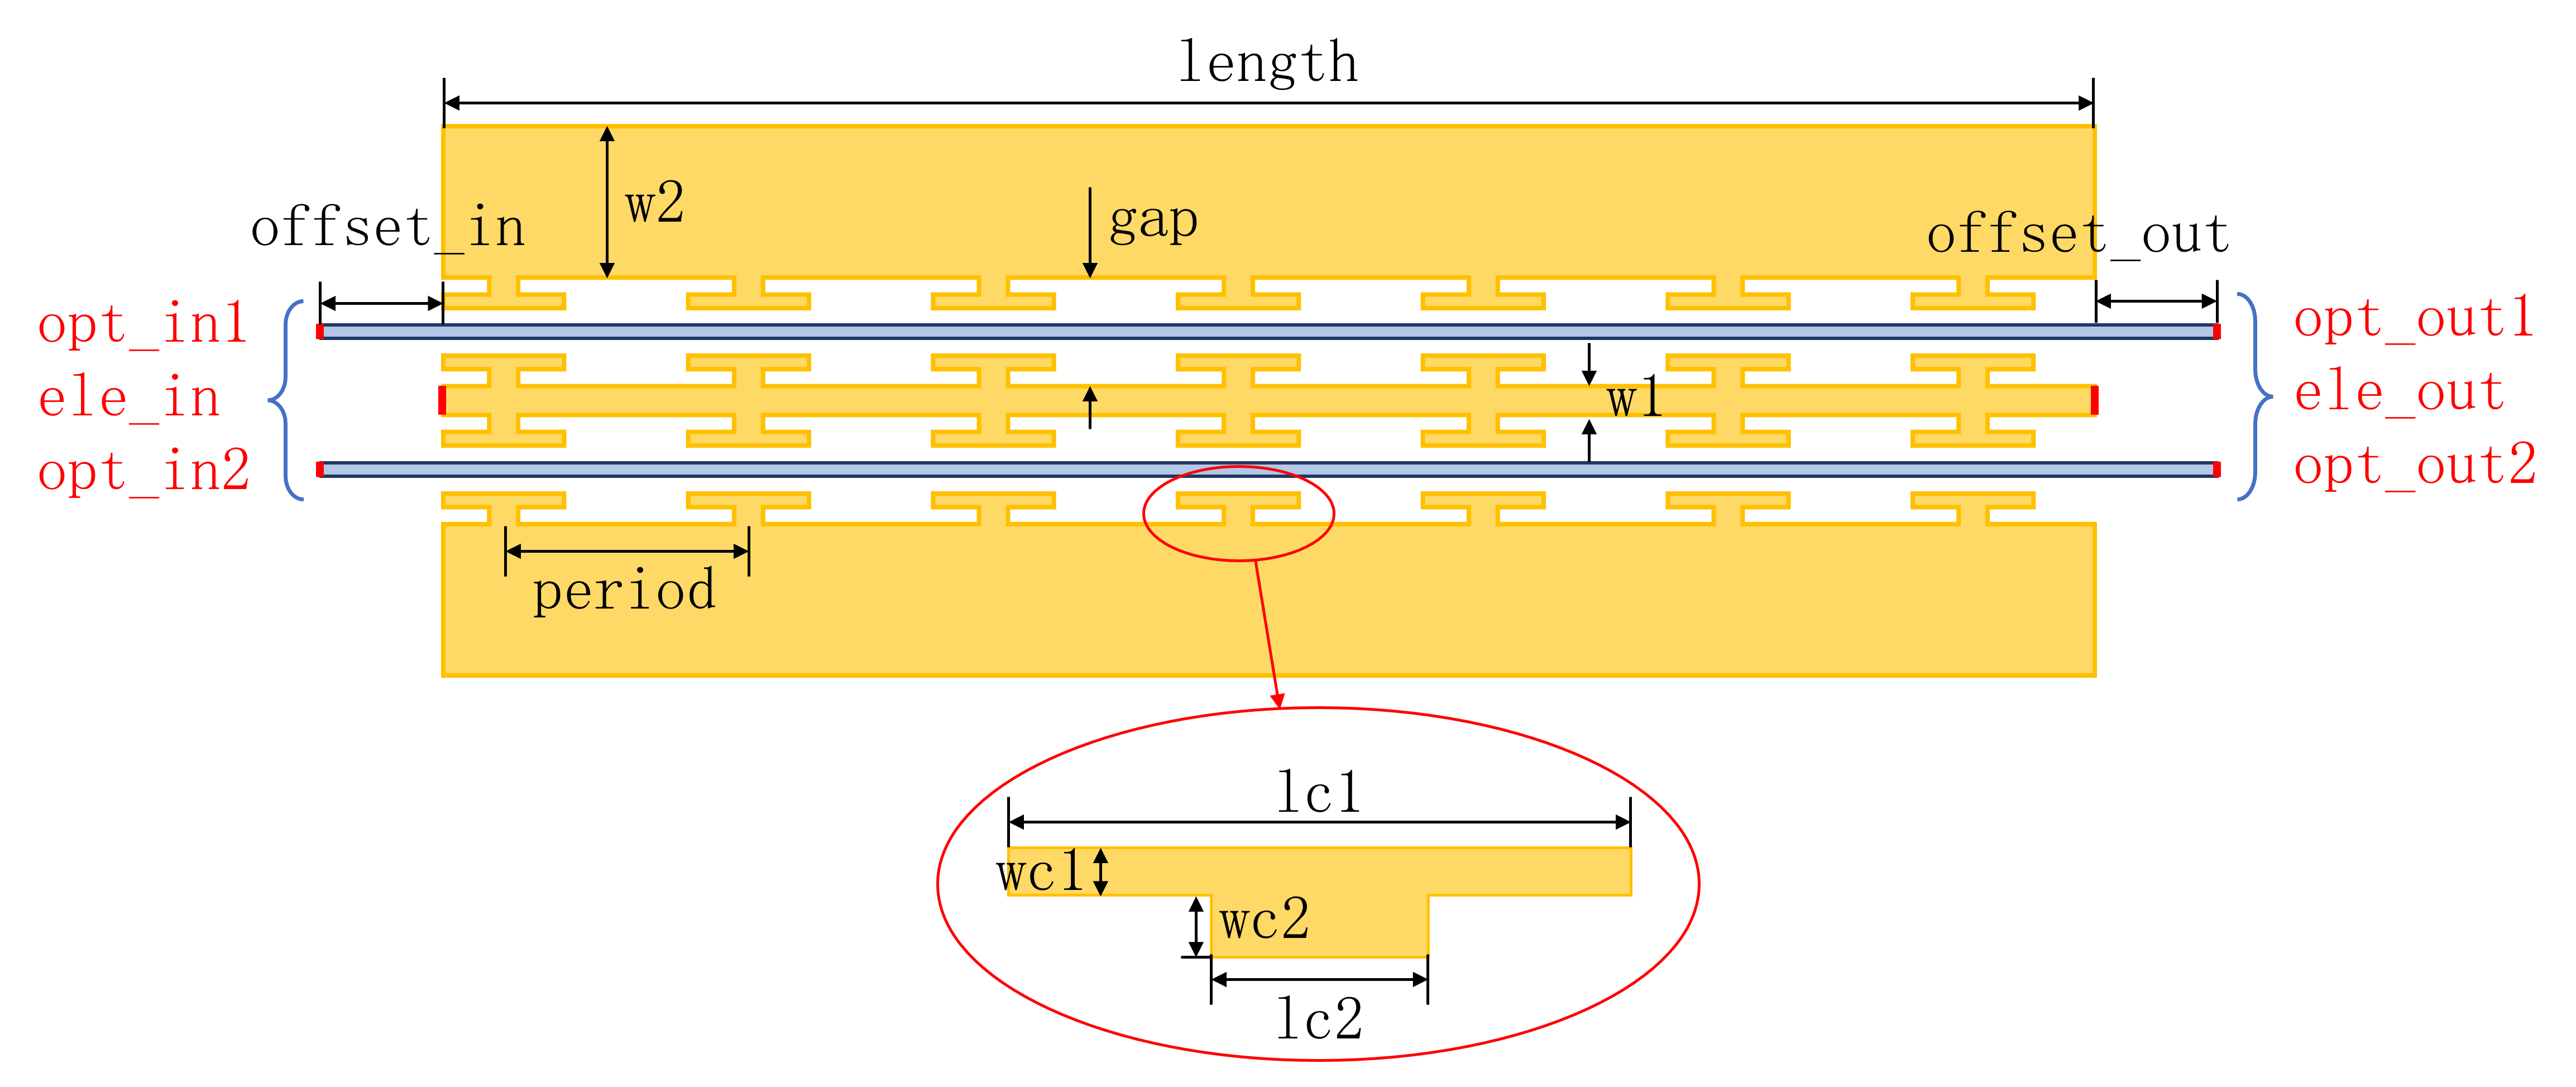 length
w2
gap
offset_in
offset_out
opt_in1
opt_out1
ele_in
w1
ele_out
opt_in2
opt_out2
period
lc1
wc1
wc2
lc2